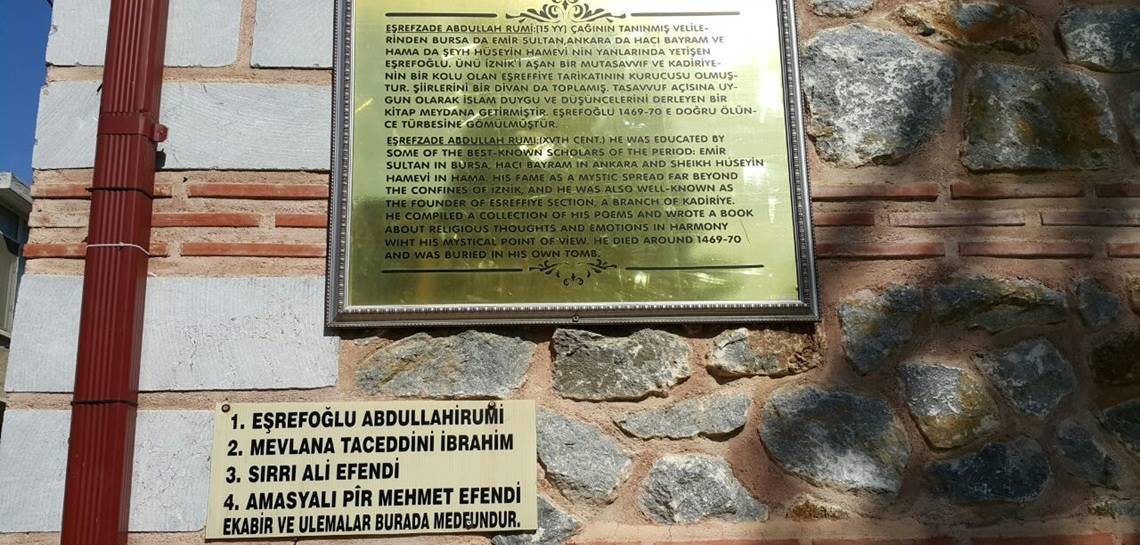 EŞREFZADE ABDULLAH RUMİ:(15 YY) ÇAĞININ TANINMIŞ VELİLE-
RİNDEN BURSA DA EMİR SULTAN,ANKARA DA HACI BAYRAM VE
HAMA DA ŞEYH HÜSEYİN HAMEVİ NİN YANLARINDA YETİŞEN
EŞREFOĞLU. ÜNÜ İZNİK'İ AŞAN BİR MUTASAVVIF VE KADİRİYE-
NİN BİR KOLU OLAN EŞREFFİYE TARİKATININ KURUCUSU OLMUŞ-
TUR. ŞİİRLERİNİ BİR DİVAN DA TOPLAMIŞ. TASAVVUF AÇISINA UY-
GUN OLARAK İSLAM DUYGU VE DÜŞÜNCELERİNİ DERLEYEN BİR
KİTAP MEYDANA GETİRMİŞTİR. EŞREFOĞLU 1469-70 E DOĞRU ÖLÜN-
CE TÜRBESİNE GÖMÜLMÜŞTÜR.
EŞREFZADE ABDULLAH RUMİ:(XVTH CENT.) HE WAS EDUCATED BY
SOME OF THE BEST-KNOWN SCHOLARS OF THE PERIOD: EMİR
SULTAN IN BURSA, HACI BAYRAM IN ANKARA AND SHEIKH HÜSEYİN
HAMEVİ IN HAMA. HIS FAME AS A MYSTIC SPREAD FAR BEYOND
THE CONFINES OF IZNIK, AND HE WAS ALSO WELL-KNOWN AS
THE FOUNDER OF ESREFFIYE SECTION, A BRANCH OF KADİRİYE.
HE COMPILED A COLLECTION OF HIS POEMS AND WROTE A BOOK
ABOUT RELIGIOUS THOUGHTS AND EMOTIONS IN HARMONY
WIHT HIS MYSTICAL POINT OF VIEW. HE DIED AROUND 1469-70
AND WAS BURIED IN HIS OWN TOMB.
1. EŞREFOĞLU ABDULLAHİRUMİ
2. MEVLANA TACEDDİNİ İBRAHİM
3. SIRRI ALİ EFENDİ
4. AMASYALI PÎR MEHMET EFENDİ
EKABİR VE ULEMALAR BURADA MEDFUNDUR.